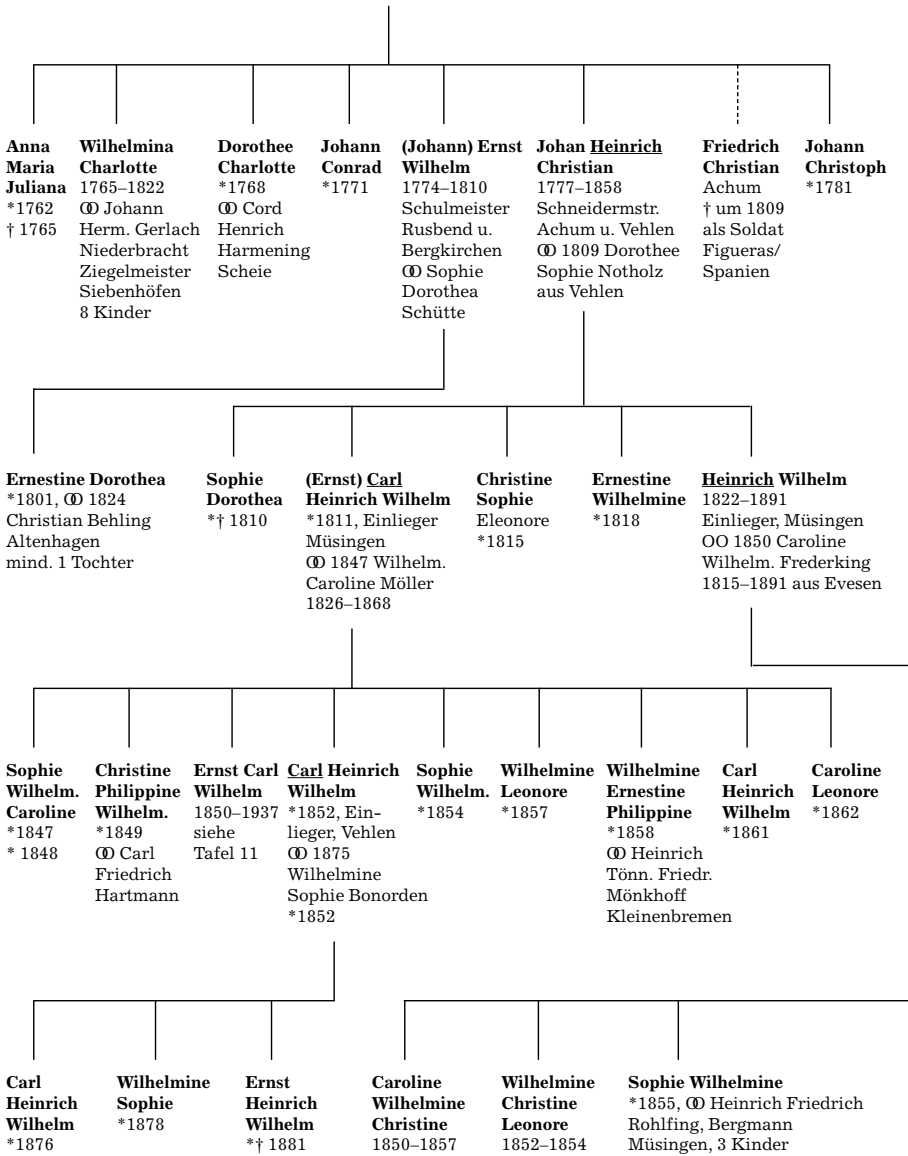 Anna
Maria
Juliana
*1762
† 1765
Wilhelmina
Charlotte
1765–1822
ꝏ Johann
Herm. Gerlach
Niederbracht
Ziegelmeister
Siebenhöfen
8 Kinder
Dorothee
Charlotte
*1768
ꝏ Cord
Henrich
Harmening
Scheie
Johann
Conrad
*1771
(Johann) Ernst
Wilhelm
1774–1810
Schulmeister
Rusbend u.
Bergkirchen
ꝏ Sophie
Dorothea
Schütte
Johan Heinrich
Christian
1777–1858
Schneidermstr.
Achum u. Vehlen
ꝏ 1809 Dorothee
Sophie Notholz
aus Vehlen
Friedrich
Christian
Achum
† um 1809
als Soldat
Figueras/
Spanien
Johann
Christoph
*1781
Ernestine Dorothea
*1801, ꝏ 1824
Christian Behling
Altenhagen
mind. 1 Tochter
Sophie
Dorothea
*† 1810
(Ernst) Carl
Heinrich Wilhelm
*1811, Einlieger
Müsingen
ꝏ 1847 Wilhelm.
Caroline Möller
1826–1868
Christine
Sophie
Eleonore
*1815
Ernestine
Wilhelmine
*1818
Heinrich Wilhelm
1822–1891
Einlieger, Müsingen
OO 1850 Caroline
Wilhelm. Frederking
1815–1891 aus Evesen
Sophie
Wilhelm.
Caroline
*1847
* 1848
Christine
Philippine
Wilhelm.
*1849
ꝏ Carl
Friedrich
Hartmann
Ernst Carl
Wilhelm
1850–1937
siehe
Tafel 11
Carl Heinrich
Wilhelm
*1852, Ein-
lieger, Vehlen
ꝏ 1875
Wilhelmine
Sophie Bonorden
*1852
Sophie
Wilhelm.
*1854
Wilhelmine
Leonore
*1857
Wilhelmine
Ernestine
Philippine
*1858
ꝏ Heinrich
Tönn. Friedr.
Mönkhoff
Kleinenbremen
Carl
Heinrich
Wilhelm
*1861
Caroline
Leonore
*1862
Carl
Heinrich
Wilhelm
*1876
Wilhelmine
Sophie
*1878
Ernst
Heinrich
Wilhelm
*† 1881
Caroline
Wilhelmine
Christine
1850–1857
Wilhelmine
Christine
Leonore
1852–1854
Sophie Wilhelmine
*1855, ꝏ Heinrich Friedrich
Rohlfing, Bergmann
Müsingen, 3 Kinder